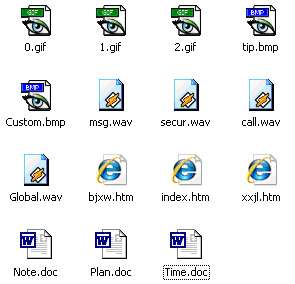 GIF GIF GIF BMP
0.gif 1.gif 2.gif tip.bmp
BMP
Custom.bmp msg.wav secur.wav call.wav
Global.wav bjxw.htm index.htm xxjl.htm
W W W
Note.doc Plan.doc Time.doc